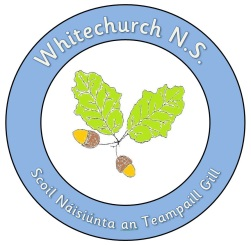 Whitechurch N.S.
Scoil Náisiúnta an Teampaill Gill